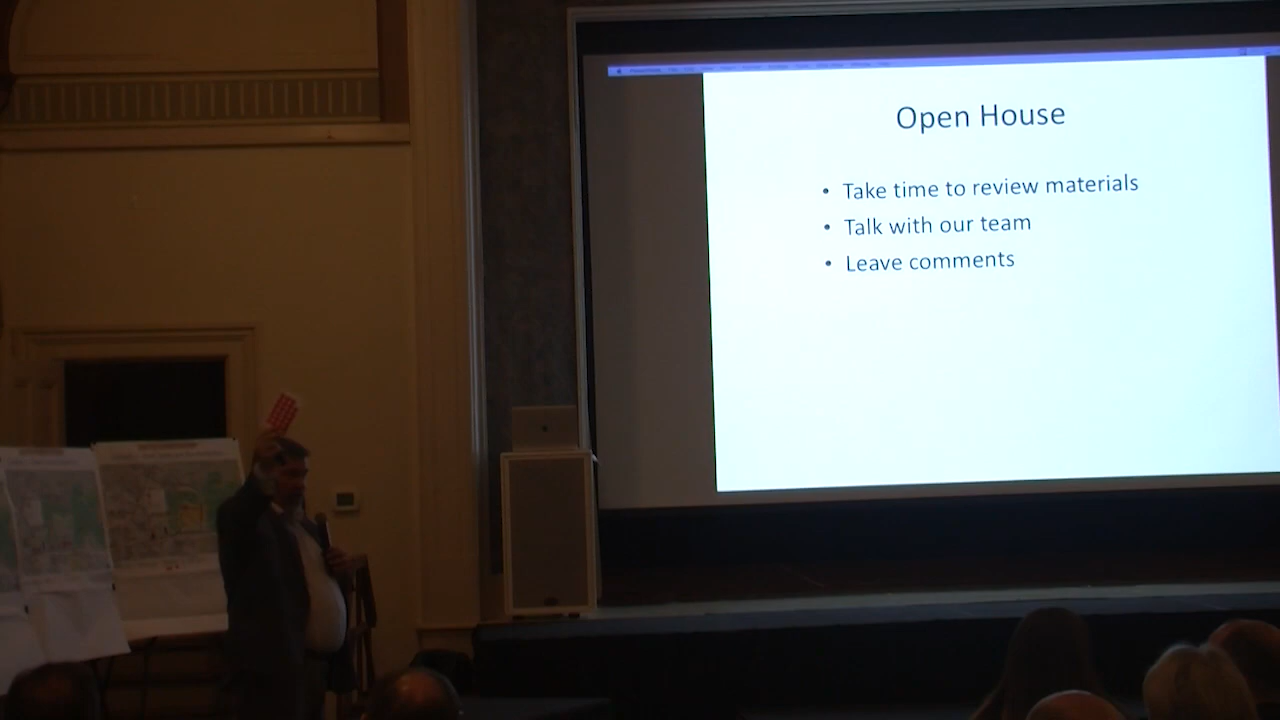 Open House
• Take time to review materials
• Talk with our team
• Leave comments